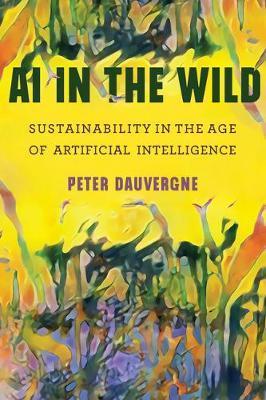 AI IN THE WILD
SUSTAINABILITY IN THE AGE
OF ARTIFICIAL INTELLIGENCE
PETER DAUVERGNE